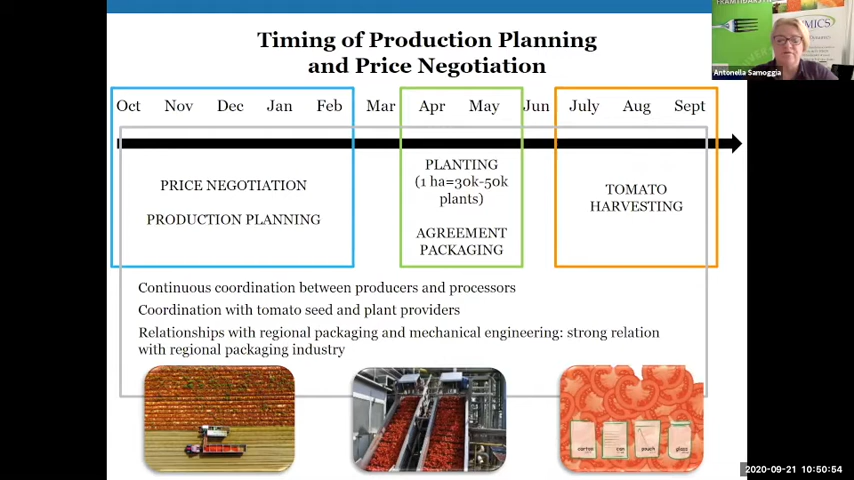 Timing of Production Planning
and Price Negotiation
Antonella Samoggia
Oct Nov Dec Jan Feb Mar Apr May Jun July Aug Sept
PRICE NEGOTIATION
PRODUCTION PLANNING
PLANTING
(1 ha=30k-50k
plants)
AGREEMENT
PACKAGING
TOMATO
HARVESTING
Continuous coordination between producers and processors
Coordination with tomato seed and plant providers
Relationships with regional packaging and mechanical engineering: strong relation
with regional packaging industry
can
pouch
glass
2020-09-21 10:50:54